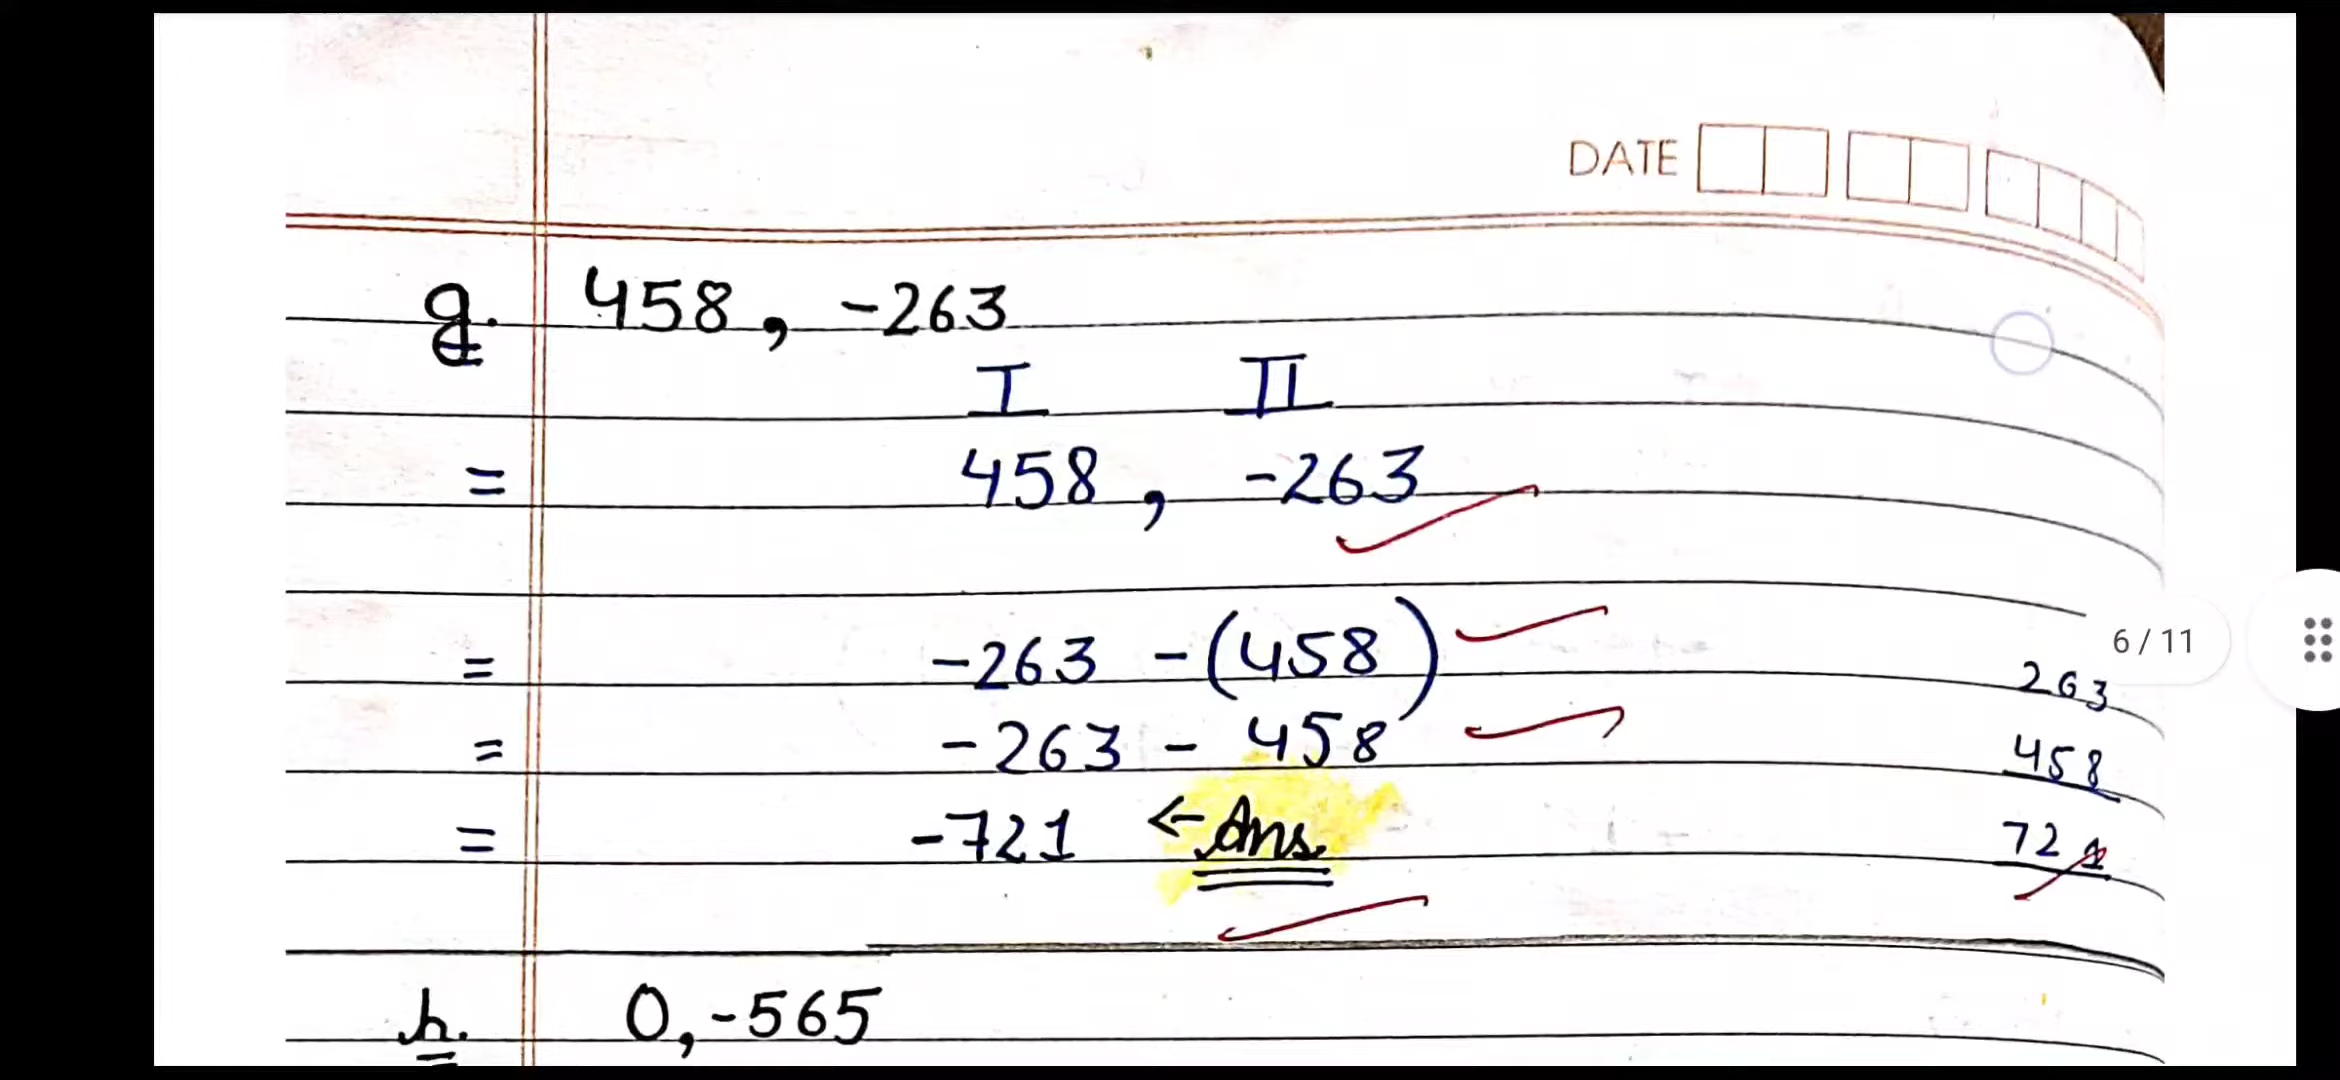 DATE
g. 458, -263
I II
= 458, -263
= -263 -(458)
6 / 11
263
= -263 - 458
458
= -721 ← Ans.
721
h. 0, -565